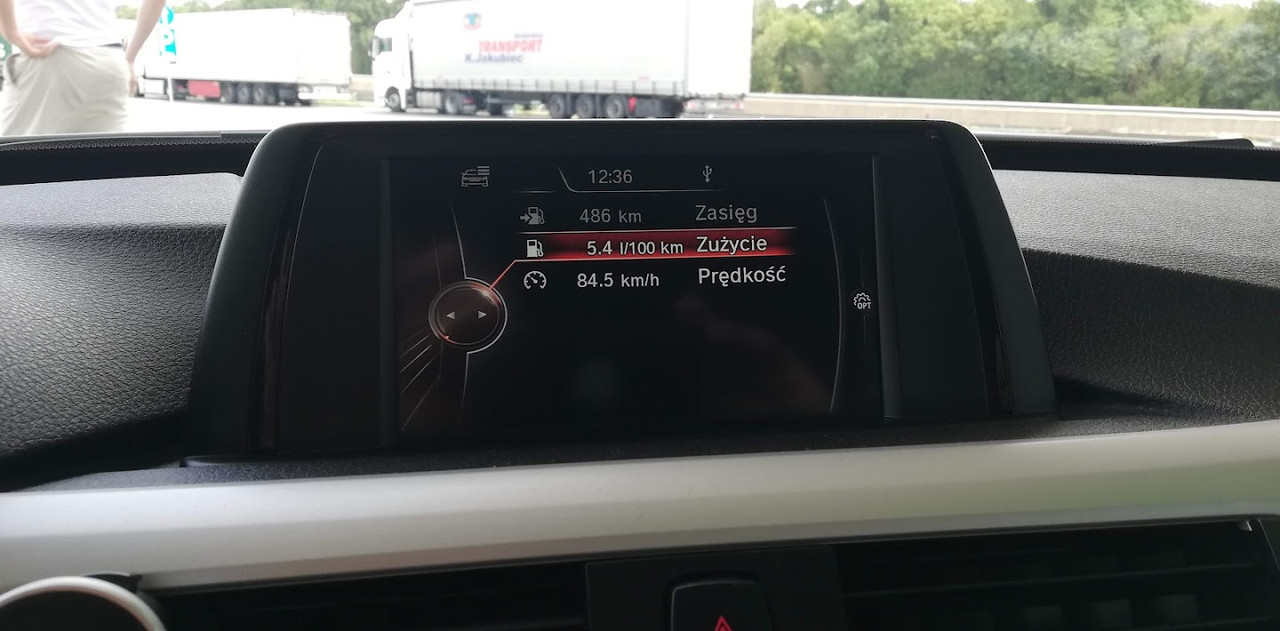 TRANSPORT
K.Jakubiec
12:36
486 km Zasięg
5.4 l/100 km Zużycie
84.5 km/h Prędkość
OPT